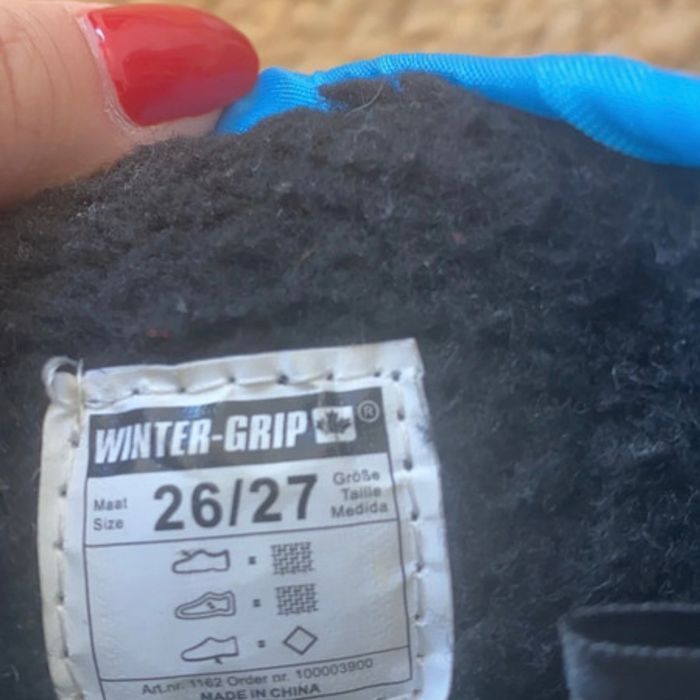 WINTER-GRIP ®
Maat
Size
26/27
Größe
Taille
Medida
Art.nr. 1162 Order nr. 100003900
MADE IN CHINA